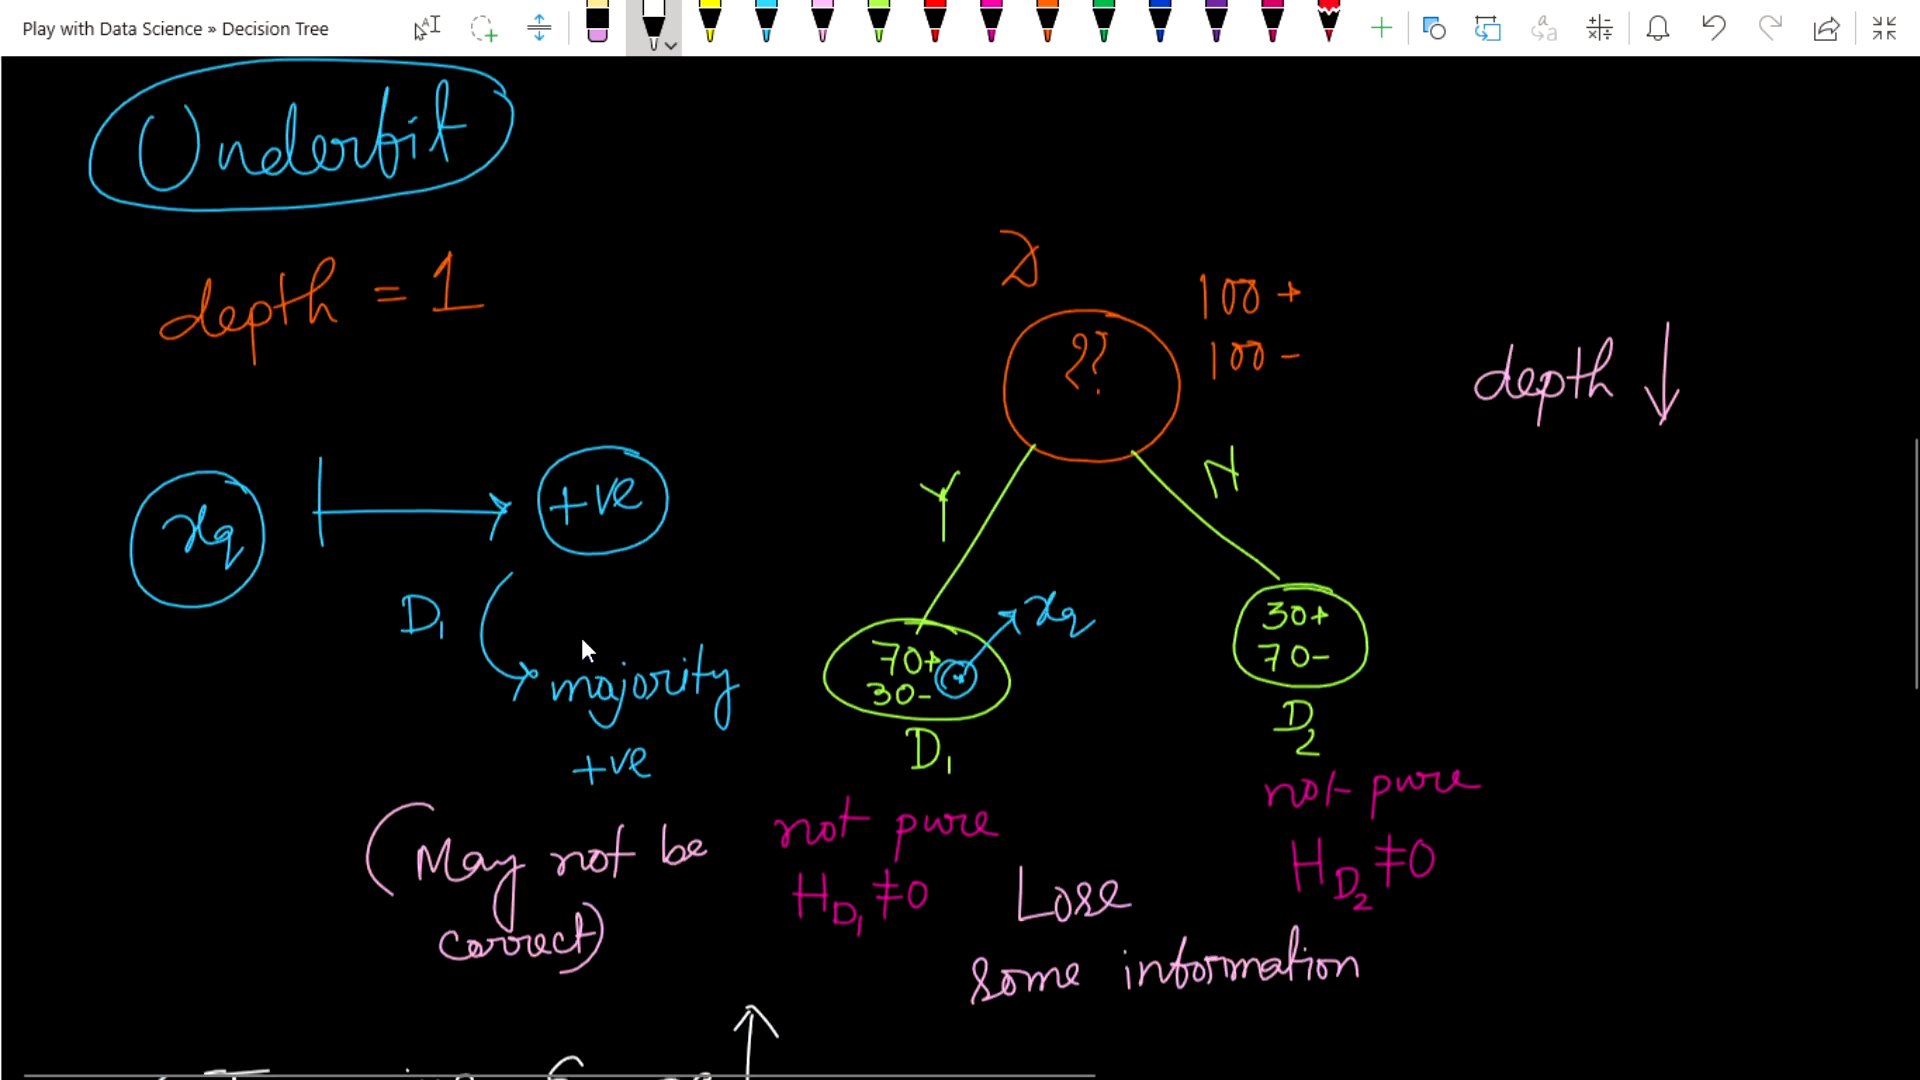 Play with Data Science » Decision Tree
Underfit
depth = 1
D
100 +
100 -
??
depth ↓
Y
N
xq
+ve
D1
majority
+ve
(May not be
correct)
xq
70+
30-
D1
not pure
HD1 ≠0
30+
70-
D2
not pure
HD2 ≠0
Lose
some information